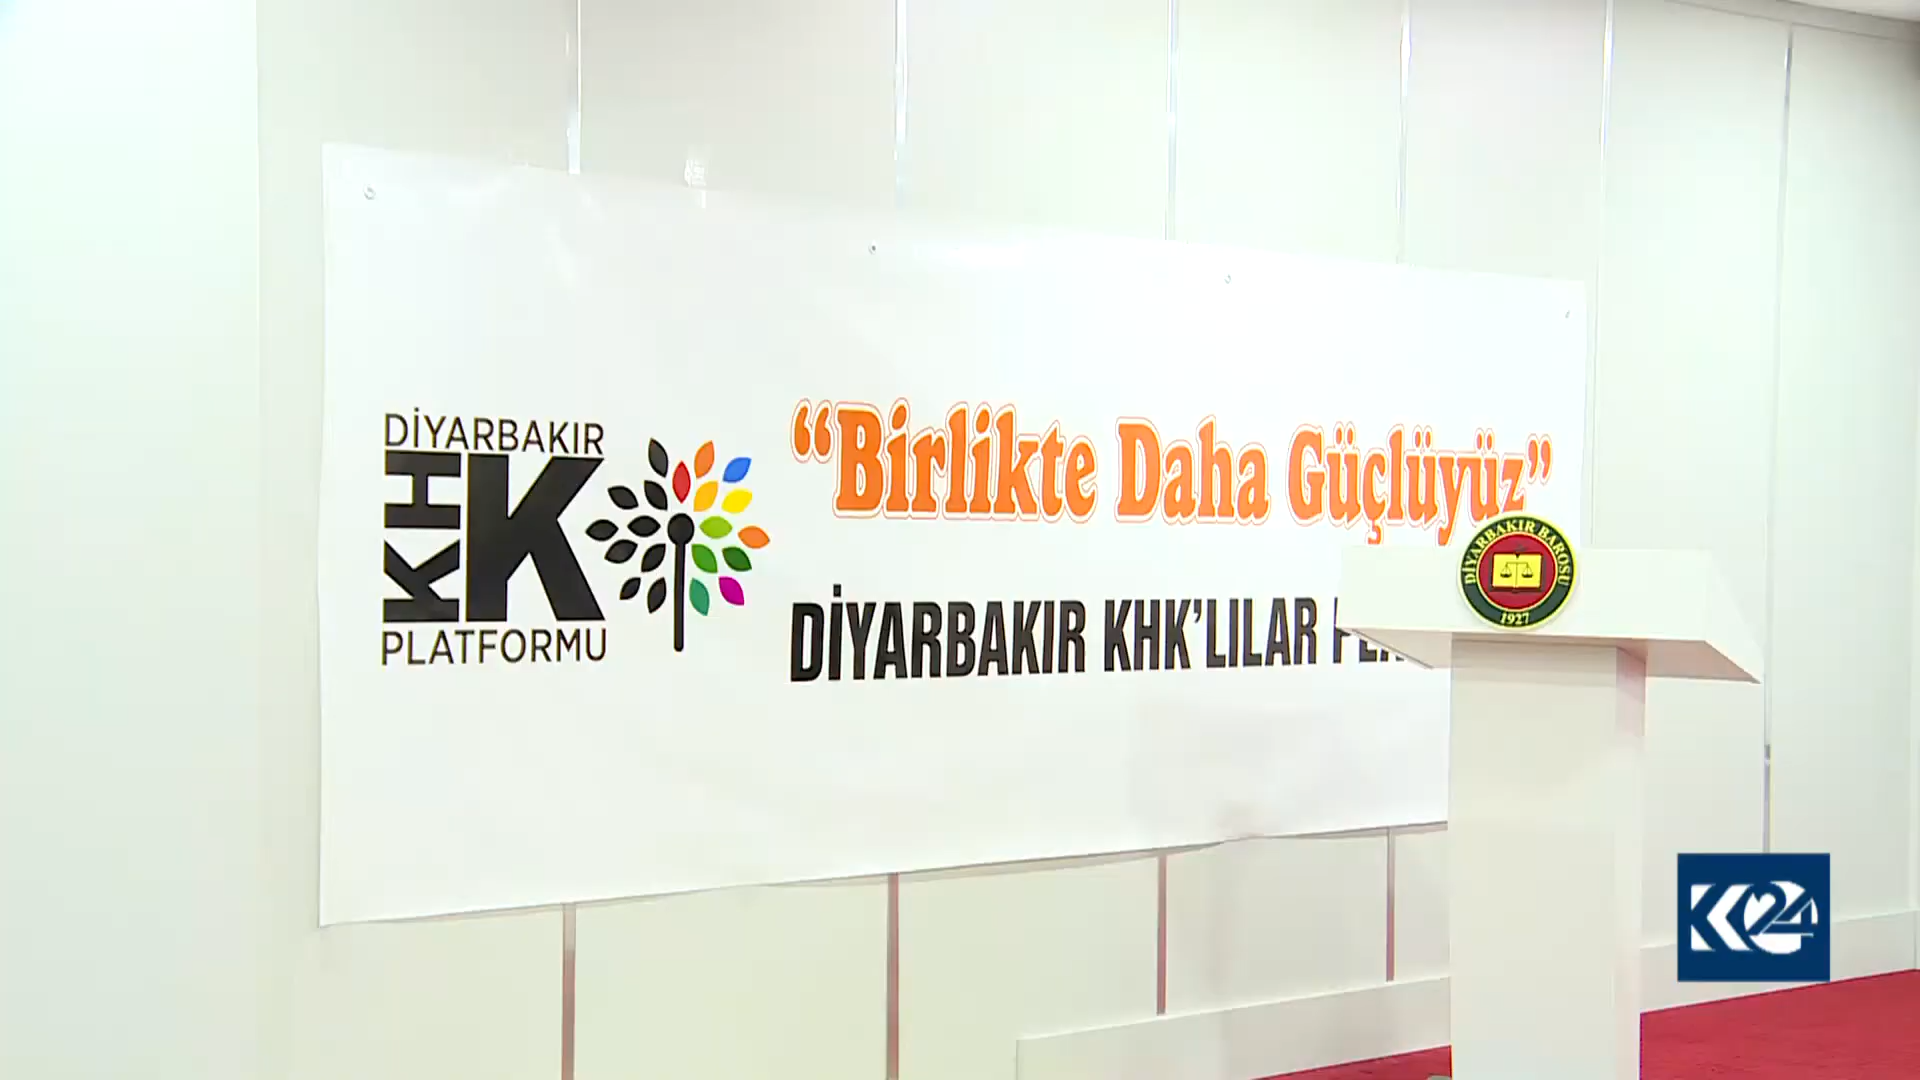 DİYARBAKIR
KHK
PLATFORMU
“Birlikte Daha Güçlüyüz”
DİYARBAKIR KHK’LILAR
DİYARBAKIR BAROSU
1927
K24